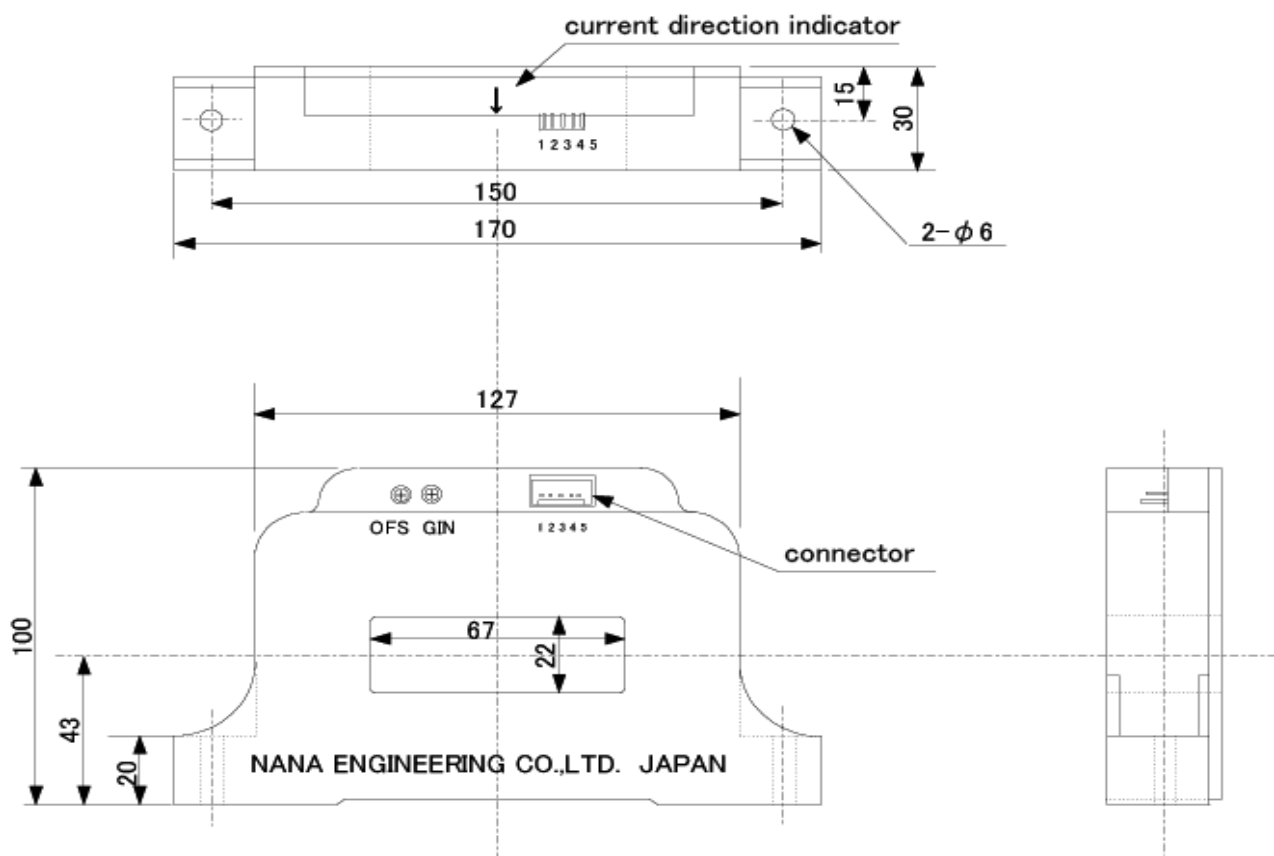 current direction indicator
1 2 3 4 5
15
30
150
170
2-φ6
127
OFS GIN
1 2 3 4 5
connector
100
67
22
43
20
NANA ENGINEERING CO.,LTD. JAPAN